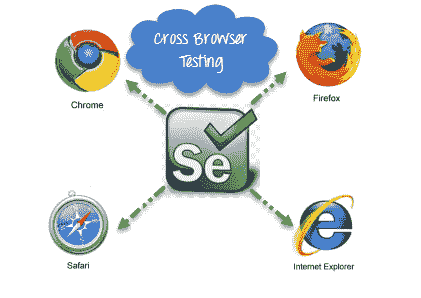 Cross Browser
Testing
Chrome
Firefox
Se
Safari
Internet Explorer